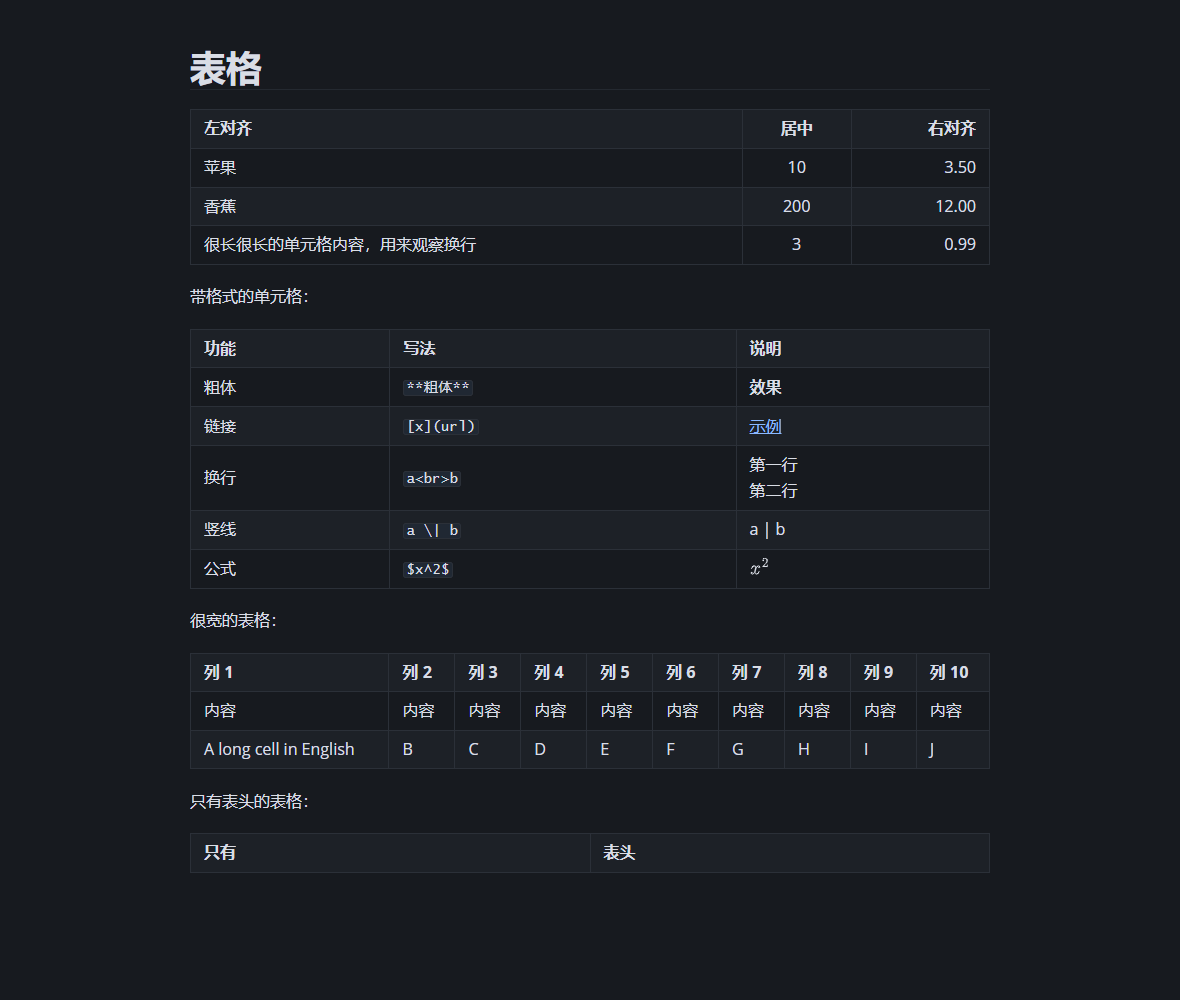 表格
左对齐 居中 右对齐
苹果 10 3.50
香蕉 200 12.00
很长很长的单元格内容，用来观察换行 3 0.99
带格式的单元格：
功能 写法 说明
粗体 **粗体** 效果
链接 [x](url) 示例
换行 a<br>b 第一行
第二行
竖线 a \| b a | b
公式 $x^2$ x²
很宽的表格：
列 1 列 2 列 3 列 4 列 5 列 6 列 7 列 8 列 9 列 10
内容 内容 内容 内容 内容 内容 内容 内容 内容 内容
A long cell in English B C D E F G H I J
只有表头的表格：
只有 表头